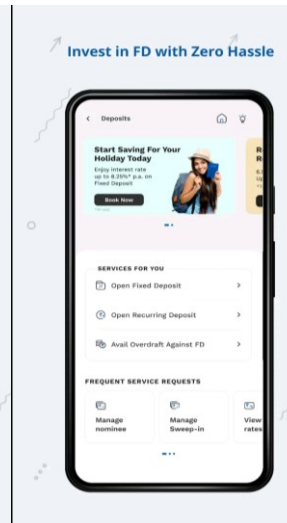 Invest in FD with Zero Hassle
Deposits
Start Saving For Your
Holiday Today
Enjoy interest rate
up to 8.25%* p.a. on
Fixed Deposit
Book Now
SERVICES FOR YOU
Open Fixed Deposit
Open Recurring Deposit
Avail Overdraft Against FD
FREQUENT SERVICE REQUESTS
Manage
nominee
Manage
Sweep-in
View
rates